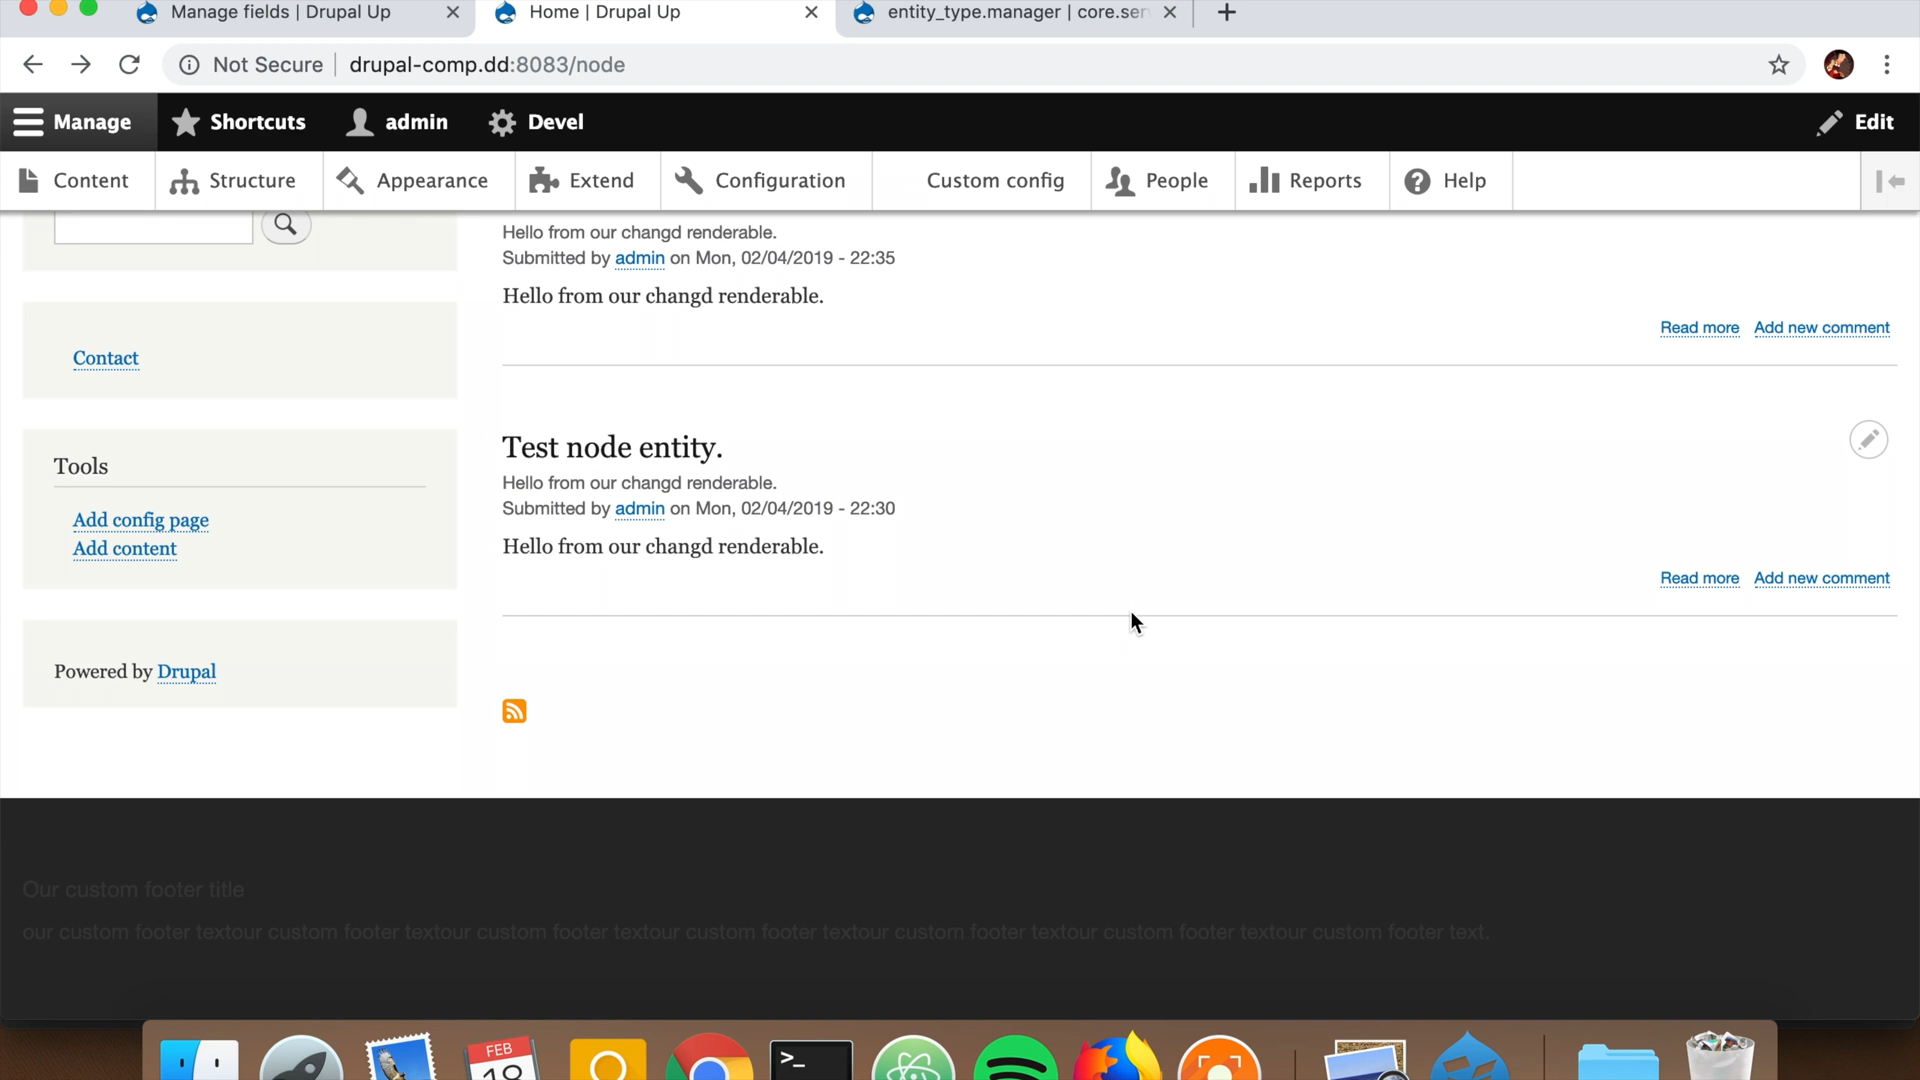 Manage fields | Drupal Up
Home | Drupal Up
entity_type.manager | core.ser
Not Secure
drupal-comp.dd:8083/node
Manage
Shortcuts
admin
Devel
Edit
Content
Structure
Appearance
Extend
Configuration
Custom config
People
Reports
Help
Hello from our changd renderable.
Submitted by admin on Mon, 02/04/2019 - 22:35
Hello from our changd renderable.
Read more Add new comment
Contact
Test node entity.
Hello from our changd renderable.
Submitted by admin on Mon, 02/04/2019 - 22:30
Hello from our changd renderable.
Read more Add new comment
Tools
Add config page
Add content
Powered by Drupal
Our custom footer title
our custom footer textour custom footer textour custom footer textour custom footer textour custom footer textour custom footer textour custom footer text.
FEB
18